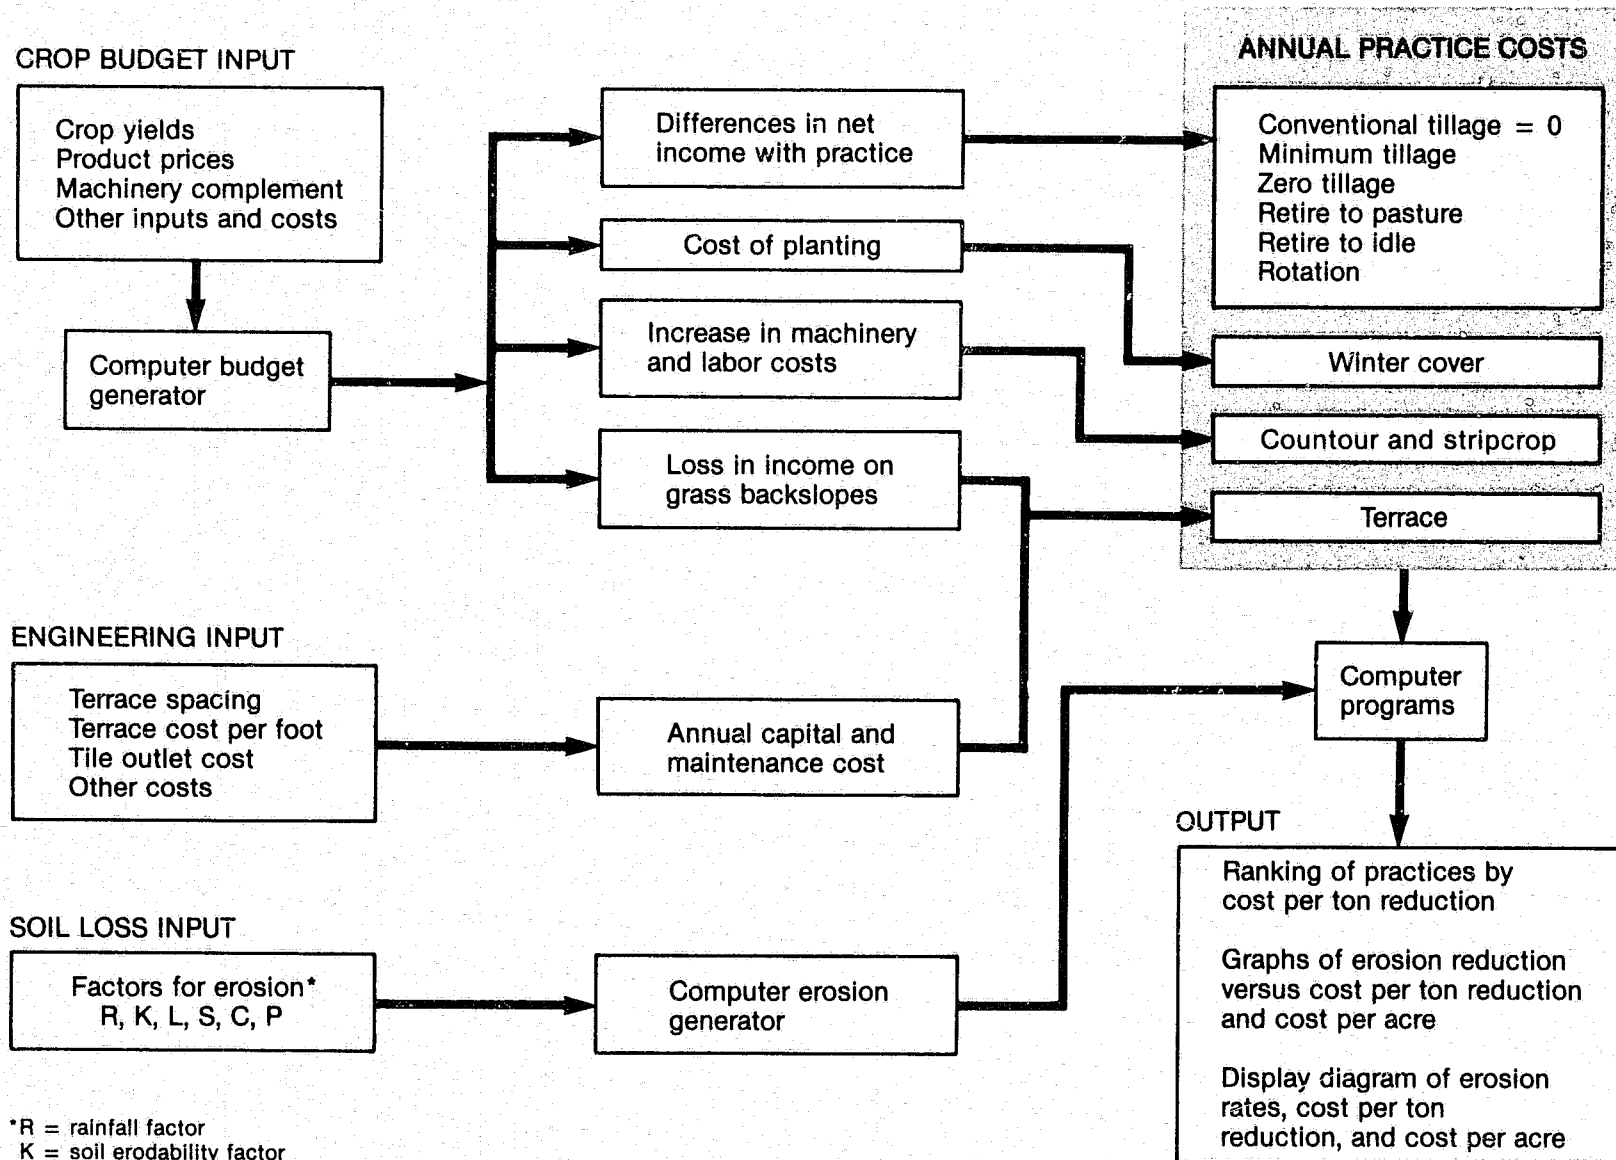 CROP BUDGET INPUT
Crop yields
Product prices
Machinery complement
Other inputs and costs
Computer budget
generator
Differences in net
income with practice
Cost of planting
Increase in machinery
and labor costs
Loss in income on
grass backslopes
ANNUAL PRACTICE COSTS
Conventional tillage = 0
Minimum tillage
Zero tillage
Retire to pasture
Retire to idle
Rotation
Winter cover
Countour and stripcrop
Terrace
ENGINEERING INPUT
Terrace spacing
Terrace cost per foot
Tile outlet cost
Other costs
Annual capital and
maintenance cost
Computer
programs
SOIL LOSS INPUT
Factors for erosion*
R, K, L, S, C, P
Computer erosion
generator
OUTPUT
Ranking of practices by
cost per ton reduction
Graphs of erosion reduction
versus cost per ton reduction
and cost per acre
Display diagram of erosion
rates, cost per ton
reduction, and cost per acre
*R = rainfall factor
K = soil erodability factor